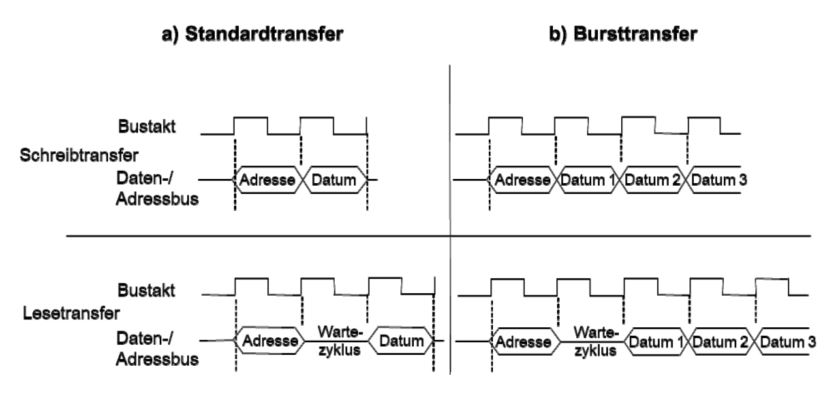 a) Standardtransfer
b) Bursttransfer
Bustakt
Schreibtransfer
Daten-/
Adressbus
Adresse Datum
Adresse Datum 1 Datum 2 Datum 3
Bustakt
Lesetransfer
Daten-/
Adressbus
Adresse
Warte-
zyklus
Datum
Adresse
Warte-
zyklus
Datum 1 Datum 2 Datum 3